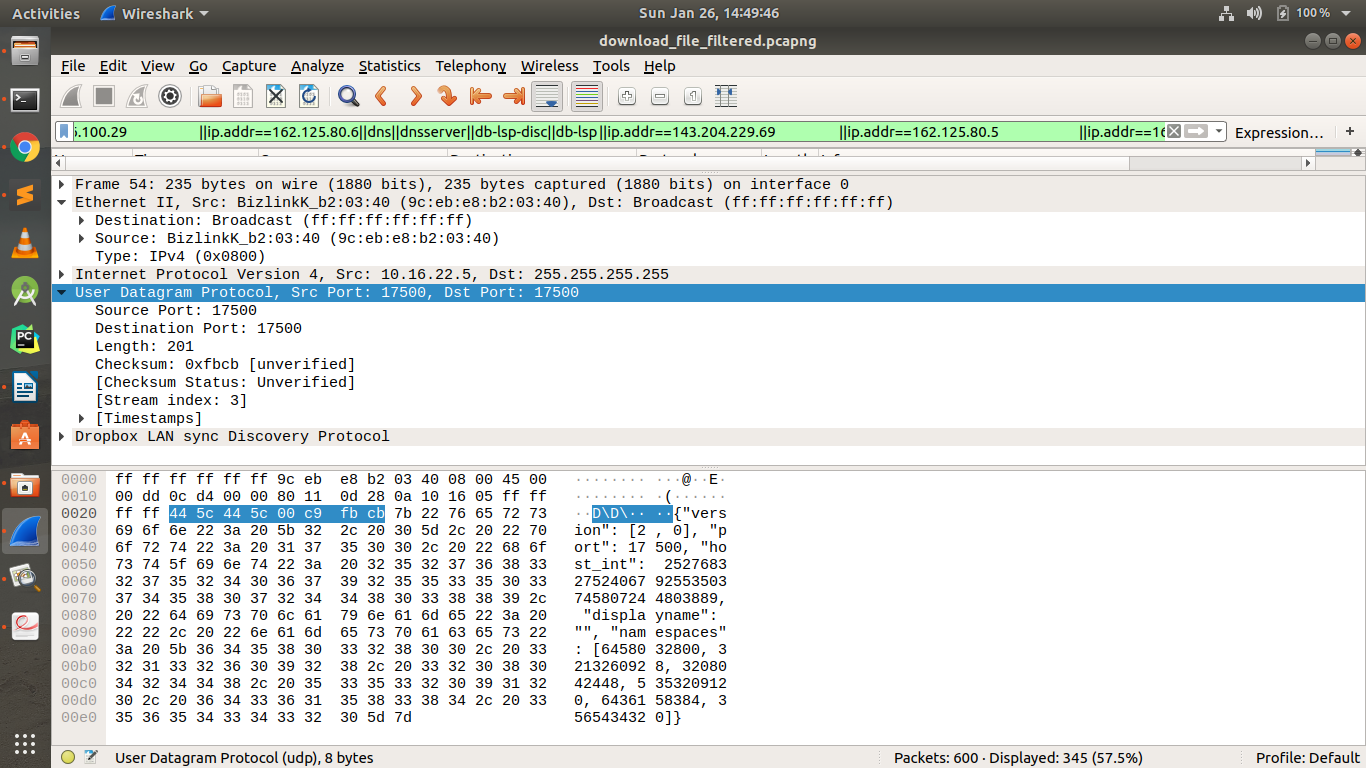 Activities Wireshark Sun Jan 26, 14:49:46 100 %
download_file_filtered.pcapng
File Edit View Go Capture Analyze Statistics Telephony Wireless Tools Help
.100.29 ||ip.addr==162.125.80.6||dns||dnsserver||db-lsp-disc||db-lsp||ip.addr==143.204.229.69 ||ip.addr==162.125.80.5 ||ip.addr==16 Expression… +
Frame 54: 235 bytes on wire (1880 bits), 235 bytes captured (1880 bits) on interface 0
Ethernet II, Src: BizlinkK_b2:03:40 (9c:eb:e8:b2:03:40), Dst: Broadcast (ff:ff:ff:ff:ff:ff)
Destination: Broadcast (ff:ff:ff:ff:ff:ff)
Source: BizlinkK_b2:03:40 (9c:eb:e8:b2:03:40)
Type: IPv4 (0x0800)
Internet Protocol Version 4, Src: 10.16.22.5, Dst: 255.255.255.255
User Datagram Protocol, Src Port: 17500, Dst Port: 17500
Source Port: 17500
Destination Port: 17500
Length: 201
Checksum: 0xfbcb [unverified]
[Checksum Status: Unverified]
[Stream index: 3]
[Timestamps]
Dropbox LAN sync Discovery Protocol
0000 ff ff ff ff ff ff 9c eb e8 b2 03 40 08 00 45 00 ········ ···@··E·
0010 00 dd 0c d4 00 00 80 11 0d 28 0a 10 16 05 ff ff ········ ·(······
0020 ff ff 44 5c 44 5c 00 c9 fb cb 7b 22 76 65 72 73 ··D\D\·· ··{"vers
0030 69 6f 6e 22 3a 20 5b 32 2c 20 30 5d 2c 20 22 70 ion": [2 , 0], "p
0040 6f 72 74 22 3a 20 31 37 35 30 30 2c 20 22 68 6f ort": 17 500, "ho
0050 73 74 5f 69 6e 74 22 3a 20 32 35 32 37 36 38 33 st_int": 2527683
0060 32 37 35 32 34 30 36 37 39 32 35 35 33 35 30 33 27524067 92553503
0070 37 34 35 38 30 37 32 34 34 38 30 33 38 38 39 2c 74580724 4803889,
0080 20 22 64 69 73 70 6c 61 79 6e 61 6d 65 22 3a 20 "displa yname":
0090 22 22 2c 20 22 6e 61 6d 65 73 70 61 63 65 73 22 "", "nam espaces"
00a0 3a 20 5b 36 34 35 38 30 33 32 38 30 30 2c 20 33 : [64580 32800, 3
00b0 32 31 33 32 36 30 39 32 38 2c 20 33 32 30 38 30 21326092 8, 32080
00c0 34 32 34 34 38 2c 20 35 33 35 33 32 30 39 31 32 42448, 5 35320912
00d0 30 2c 20 36 34 33 36 31 35 38 33 38 34 2c 20 33 0, 64361 58384, 3
00e0 35 36 35 34 33 34 33 32 30 5d 7d 56543432 0]}
User Datagram Protocol (udp), 8 bytes Packets: 600 · Displayed: 345 (57.5%) Profile: Default